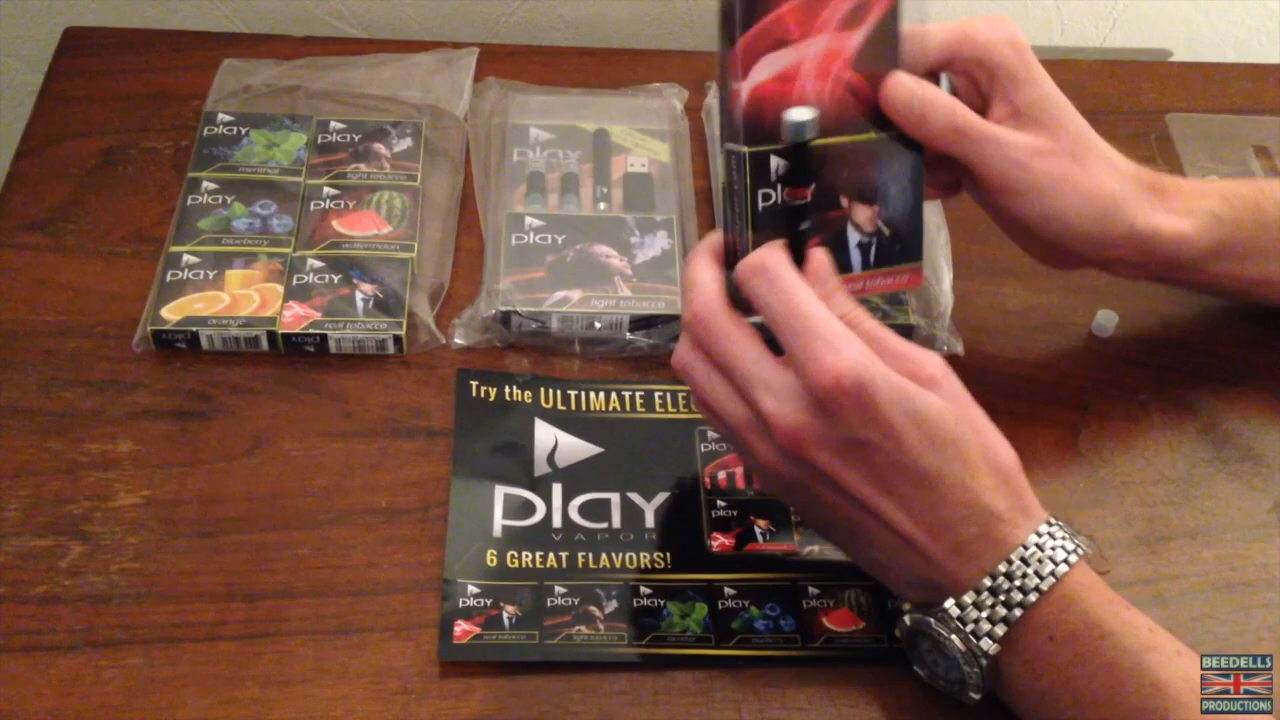 play
menthol
play
light tobacco
play
blueberry
play
watermelon
play
orange
play
real tobacco
play
play
light tobacco
play
real tobacco
Try the ULTIMATE ELEC
play
VAPOR
6 GREAT FLAVORS!
play
play
play
real tobacco
play
light tobacco
play
menthol
play
blueberry
play
BEEDELLS
PRODUCTIONS